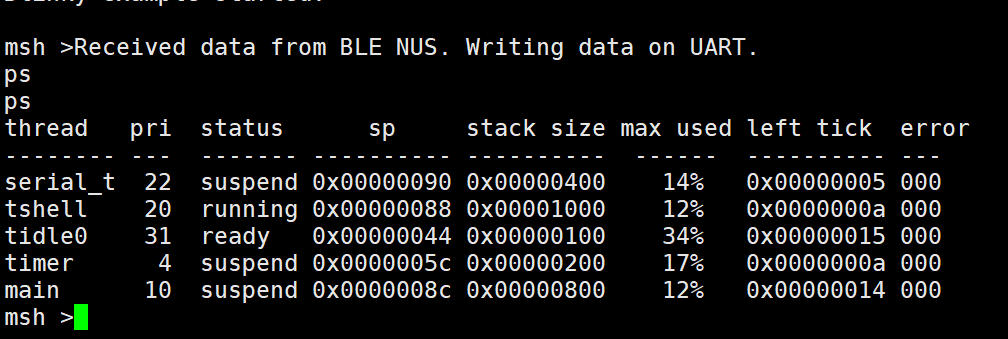 msh >Received data from BLE NUS. Writing data on UART.
ps
ps
thread   pri  status      sp     stack size max used left tick  error
-------- ---  ------- ---------- ----------  ------  ---------- ---
serial_t  22  suspend 0x00000090 0x00000400    14%   0x00000005 000
tshell    20  running 0x00000088 0x00001000    12%   0x0000000a 000
tidle0    31  ready   0x00000044 0x00000100    34%   0x00000015 000
timer      4  suspend 0x0000005c 0x00000200    17%   0x0000000a 000
main      10  suspend 0x0000008c 0x00000800    12%   0x00000014 000
msh >